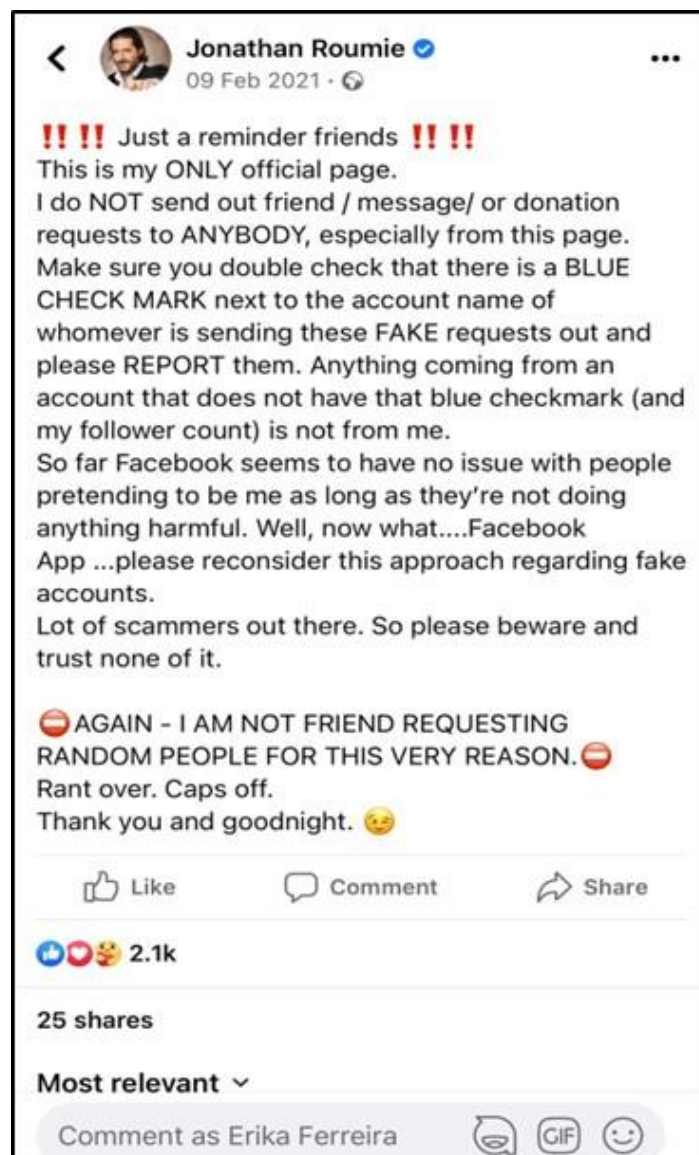 Jonathan Roumie
09 Feb 2021 ·
‼️ ‼️ Just a reminder friends ‼️ ‼️
This is my ONLY official page.
I do NOT send out friend / message/ or donation
requests to ANYBODY, especially from this page.
Make sure you double check that there is a BLUE
CHECK MARK next to the account name of
whomever is sending these FAKE requests out and
please REPORT them. Anything coming from an
account that does not have that blue checkmark (and
my follower count) is not from me.
So far Facebook seems to have no issue with people
pretending to be me as long as they’re not doing
anything harmful. Well, now what....Facebook
App ...please reconsider this approach regarding fake
accounts.
Lot of scammers out there. So please beware and
trust none of it.
⛔AGAIN - I AM NOT FRIEND REQUESTING
RANDOM PEOPLE FOR THIS VERY REASON.⛔
Rant over. Caps off.
Thank you and goodnight. 😉
Like Comment Share
2.1k
25 shares
Most relevant
Comment as Erika Ferreira GIF